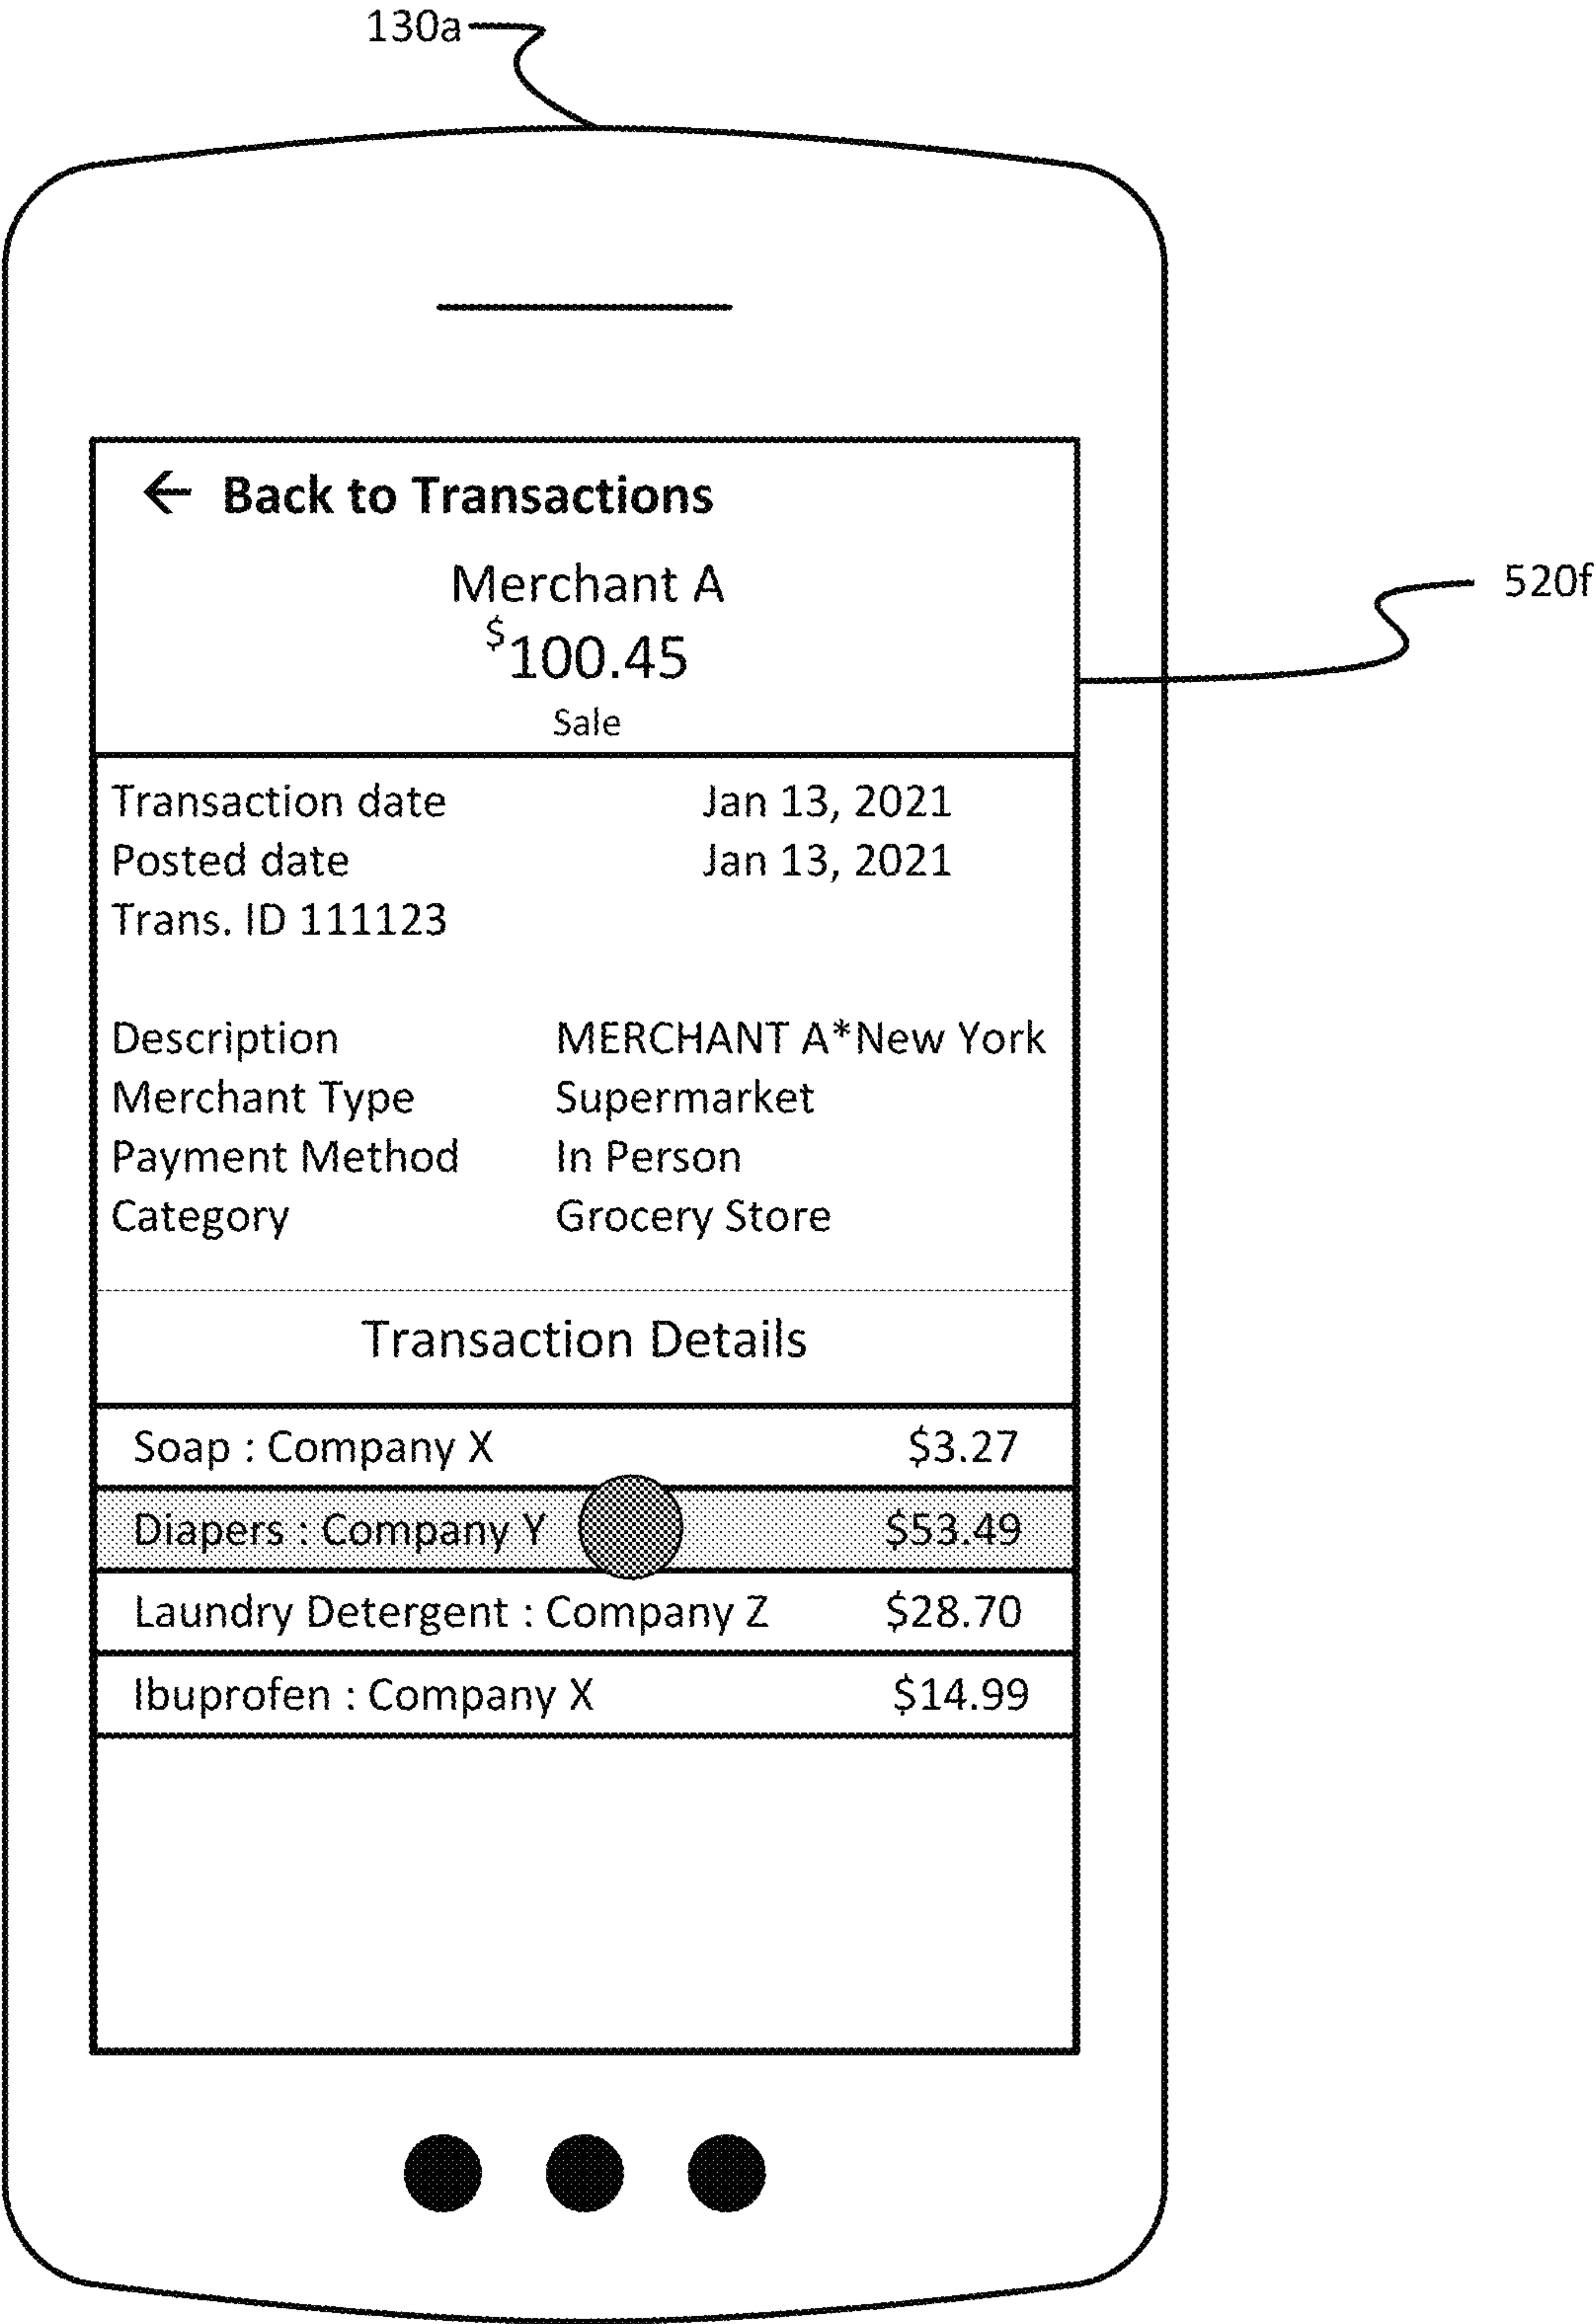 130a
← Back to Transactions
Merchant A
$100.45
Sale
520f
Transaction date Jan 13, 2021
Posted date Jan 13, 2021
Trans. ID 111123
Description MERCHANT A*New York
Merchant Type Supermarket
Payment Method In Person
Category Grocery Store
Transaction Details
Soap : Company X $3.27
Diapers : Company Y $53.49
Laundry Detergent : Company Z $28.70
Ibuprofen : Company X $14.99